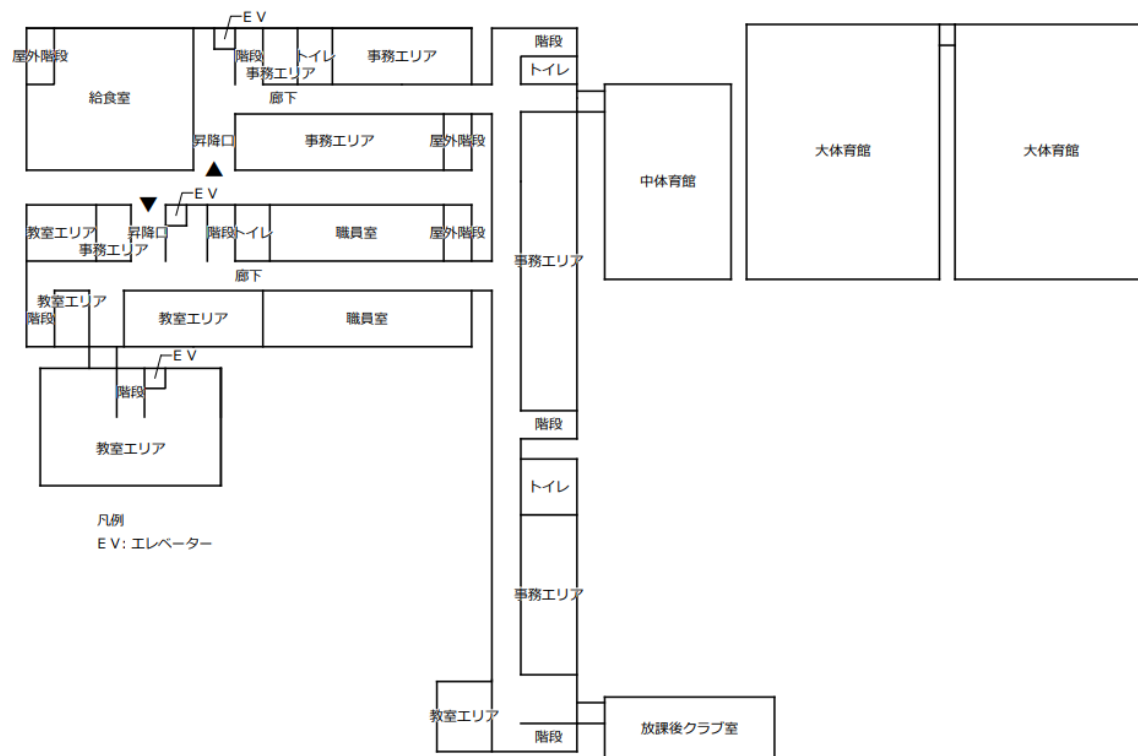 ＥＶ
階段
屋外階段
階段
トイレ
事務エリア
事務エリア
トイレ
給食室
廊下
昇降口
事務エリア
屋外階段
大体育館
大体育館
中体育館
▲
▼
ＥＶ
教室エリア
事務エリア
昇降口
階段
トイレ
職員室
屋外階段
事務エリア
廊下
教室エリア
階段
教室エリア
職員室
ＥＶ
階段
教室エリア
階段
トイレ
凡例
ＥＶ: エレベーター
事務エリア
教室エリア
階段
放課後クラブ室